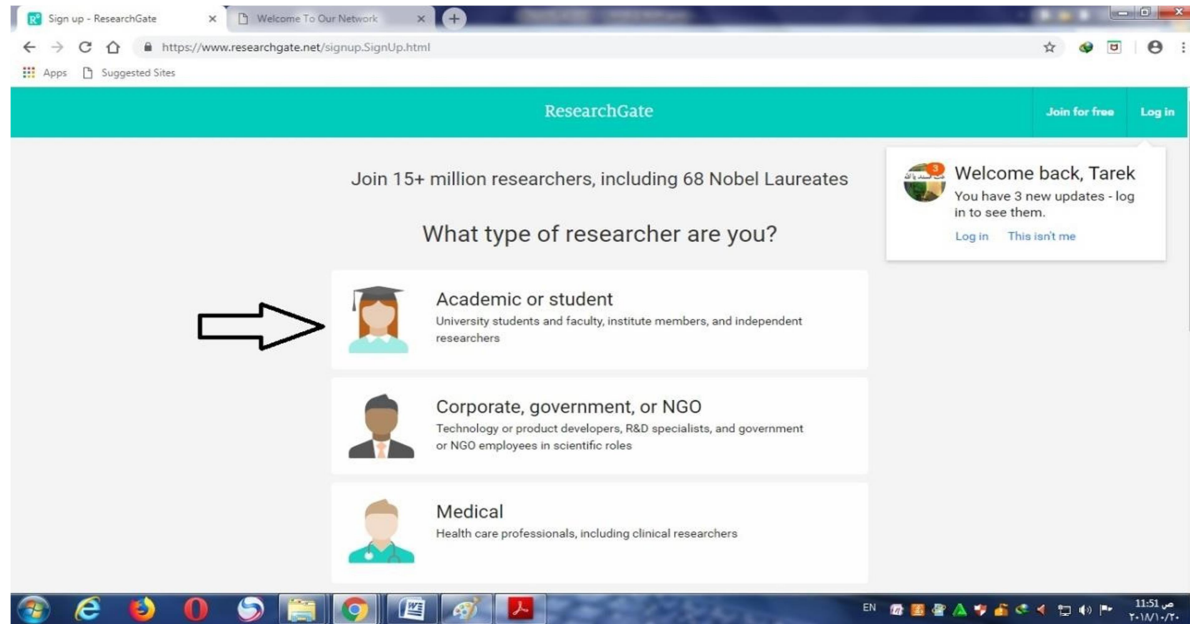 Sign up - ResearchGate
Welcome To Our Network
https://www.researchgate.net/signup.SignUp.html
Apps Suggested Sites
ResearchGate
Join for free Log in
Join 15+ million researchers, including 68 Nobel Laureates
What type of researcher are you?
3
Welcome back, Tarek
You have 3 new updates - log
in to see them.
Log in This isn't me
Academic or student
University students and faculty, institute members, and independent
researchers
Corporate, government, or NGO
Technology or product developers, R&D specialists, and government
or NGO employees in scientific roles
Medical
Health care professionals, including clinical researchers
EN
11:51 ص
٢٠١٨/١٠/٢٠